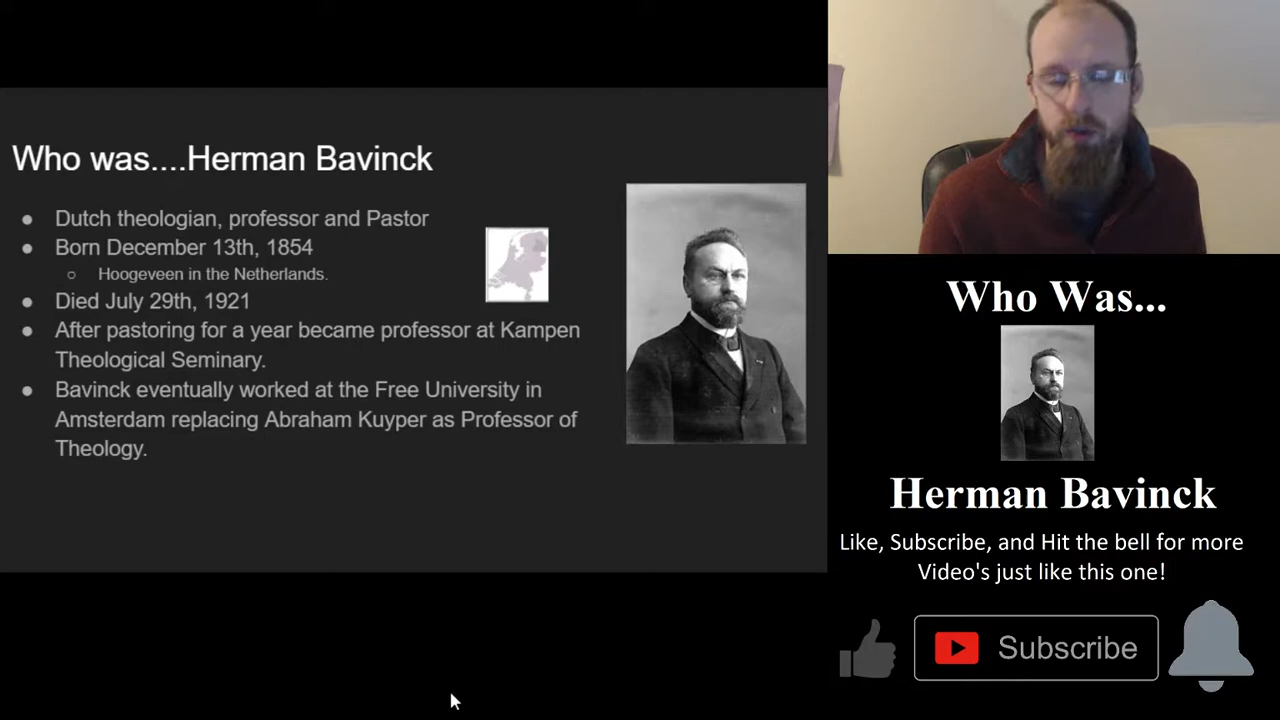 Who was....Herman Bavinck
Dutch theologian, professor and Pastor
Born December 13th, 1854
Hoogeveen in the Netherlands.
Died July 29th, 1921
After pastoring for a year became professor at Kampen
Theological Seminary.
Bavinck eventually worked at the Free University in
Amsterdam replacing Abraham Kuyper as Professor of
Theology.
Who Was...
Herman Bavinck
Like, Subscribe, and Hit the bell for more
Video's just like this one!
Subscribe